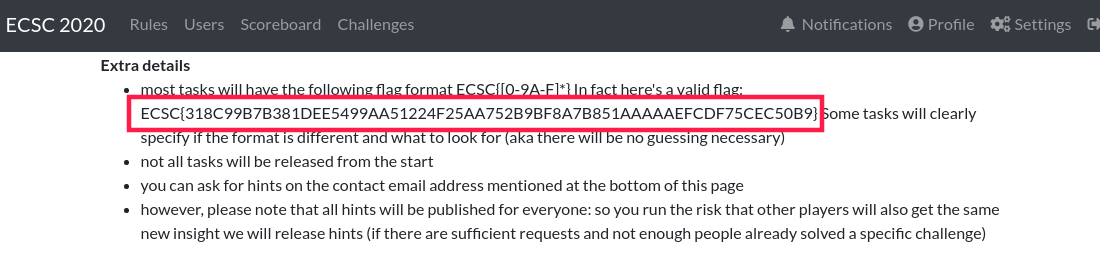 ECSC 2020 Rules Users Scoreboard Challenges Notifications Profile Settings
Extra details
most tasks will have the following flag format ECSC{[0-9A-F]*} In fact here's a valid flag:
ECSC{318C99B7B381DEE5499AA51224F25AA752B9BF8A7B851AAAAAEFCDF75CEC50B9} Some tasks will clearly
specify if the format is different and what to look for (aka there will be no guessing necessary)
not all tasks will be released from the start
you can ask for hints on the contact email address mentioned at the bottom of this page
however, please note that all hints will be published for everyone: so you run the risk that other players will also get the same
new insight we will release hints (if there are sufficient requests and not enough people already solved a specific challenge)